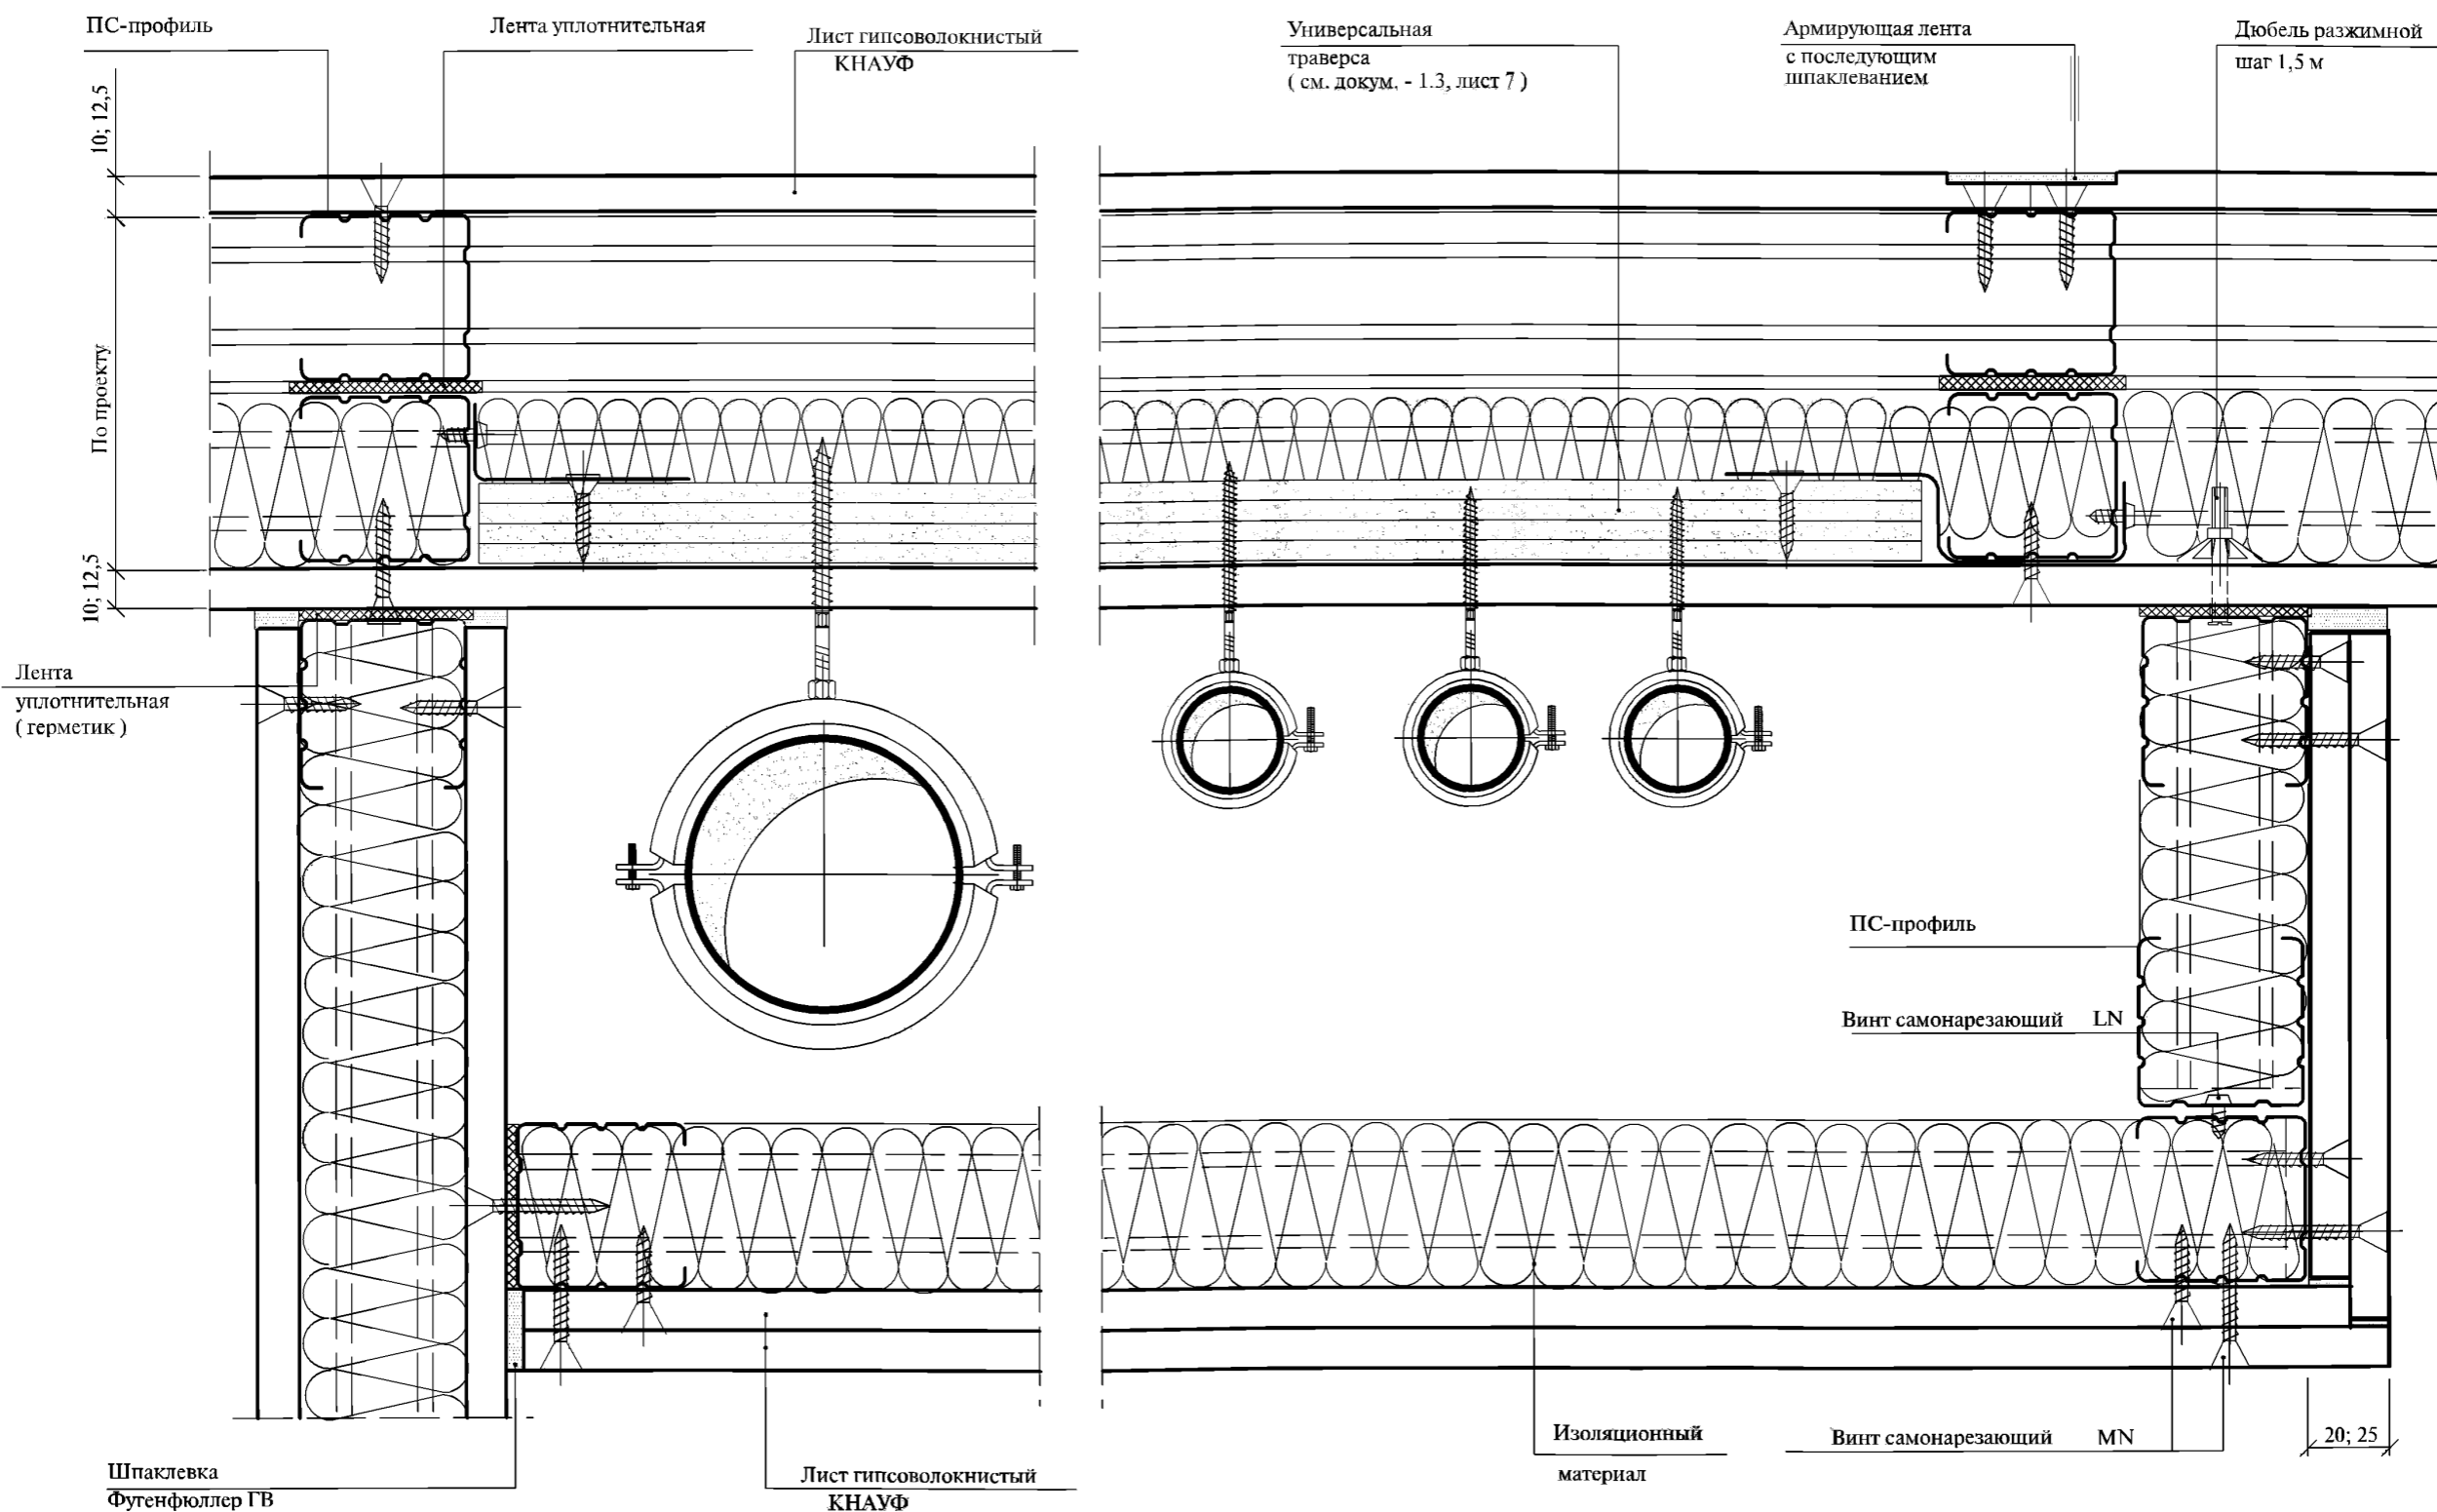 ПС-профиль
Лента уплотнительная
Лист гипсоволокнистый
КНАУФ
Универсальная
траверса
( см. докум. - 1.3, лист 7 )
Армирующая лента
с последующим
шпаклеванием
Дюбель разжимной
шаг 1,5 м
10; 12,5
По проекту
10; 12,5
Лента
уплотнительная
( герметик )
ПС-профиль
Винт самонарезающий LN
Изоляционный
материал
Винт самонарезающий MN
20; 25
Шпаклевка
Фугенфюллер ГВ
Лист гипсоволокнистый
КНАУФ